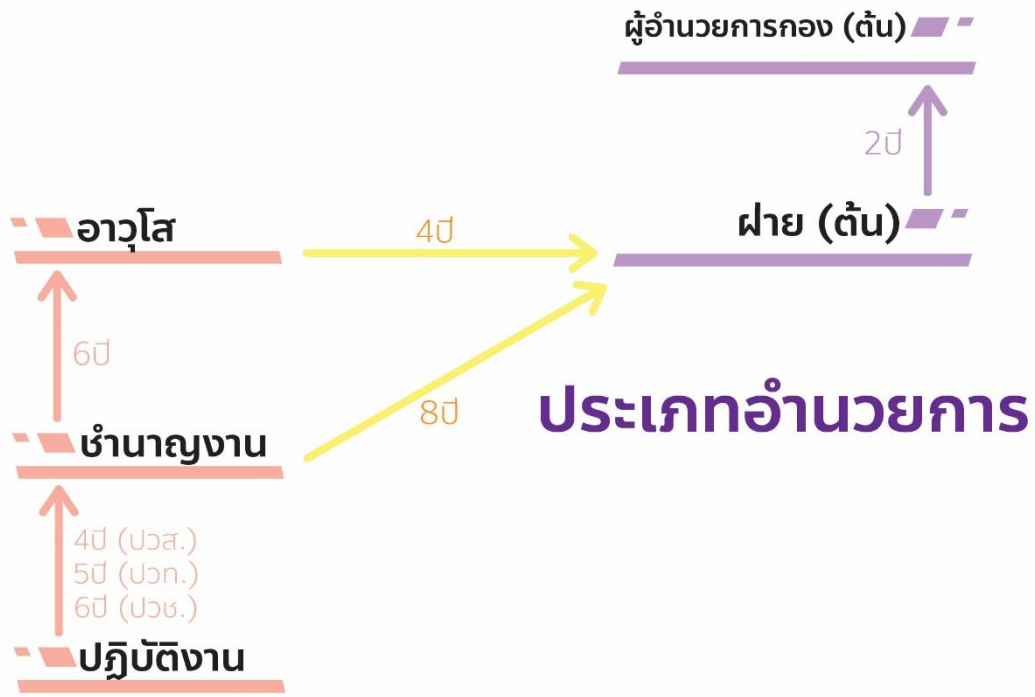 ผู้อำนวยการกอง (ต้น)
2ปี
อาวุโส
4ปี
ฝ่าย (ต้น)
6ปี
8ปี
ประเภทอำนวยการ
ชำนาญงาน
4ปี (ปวส.)
5ปี (ปวท.)
6ปี (ปวช.)
ปฏิบัติงาน